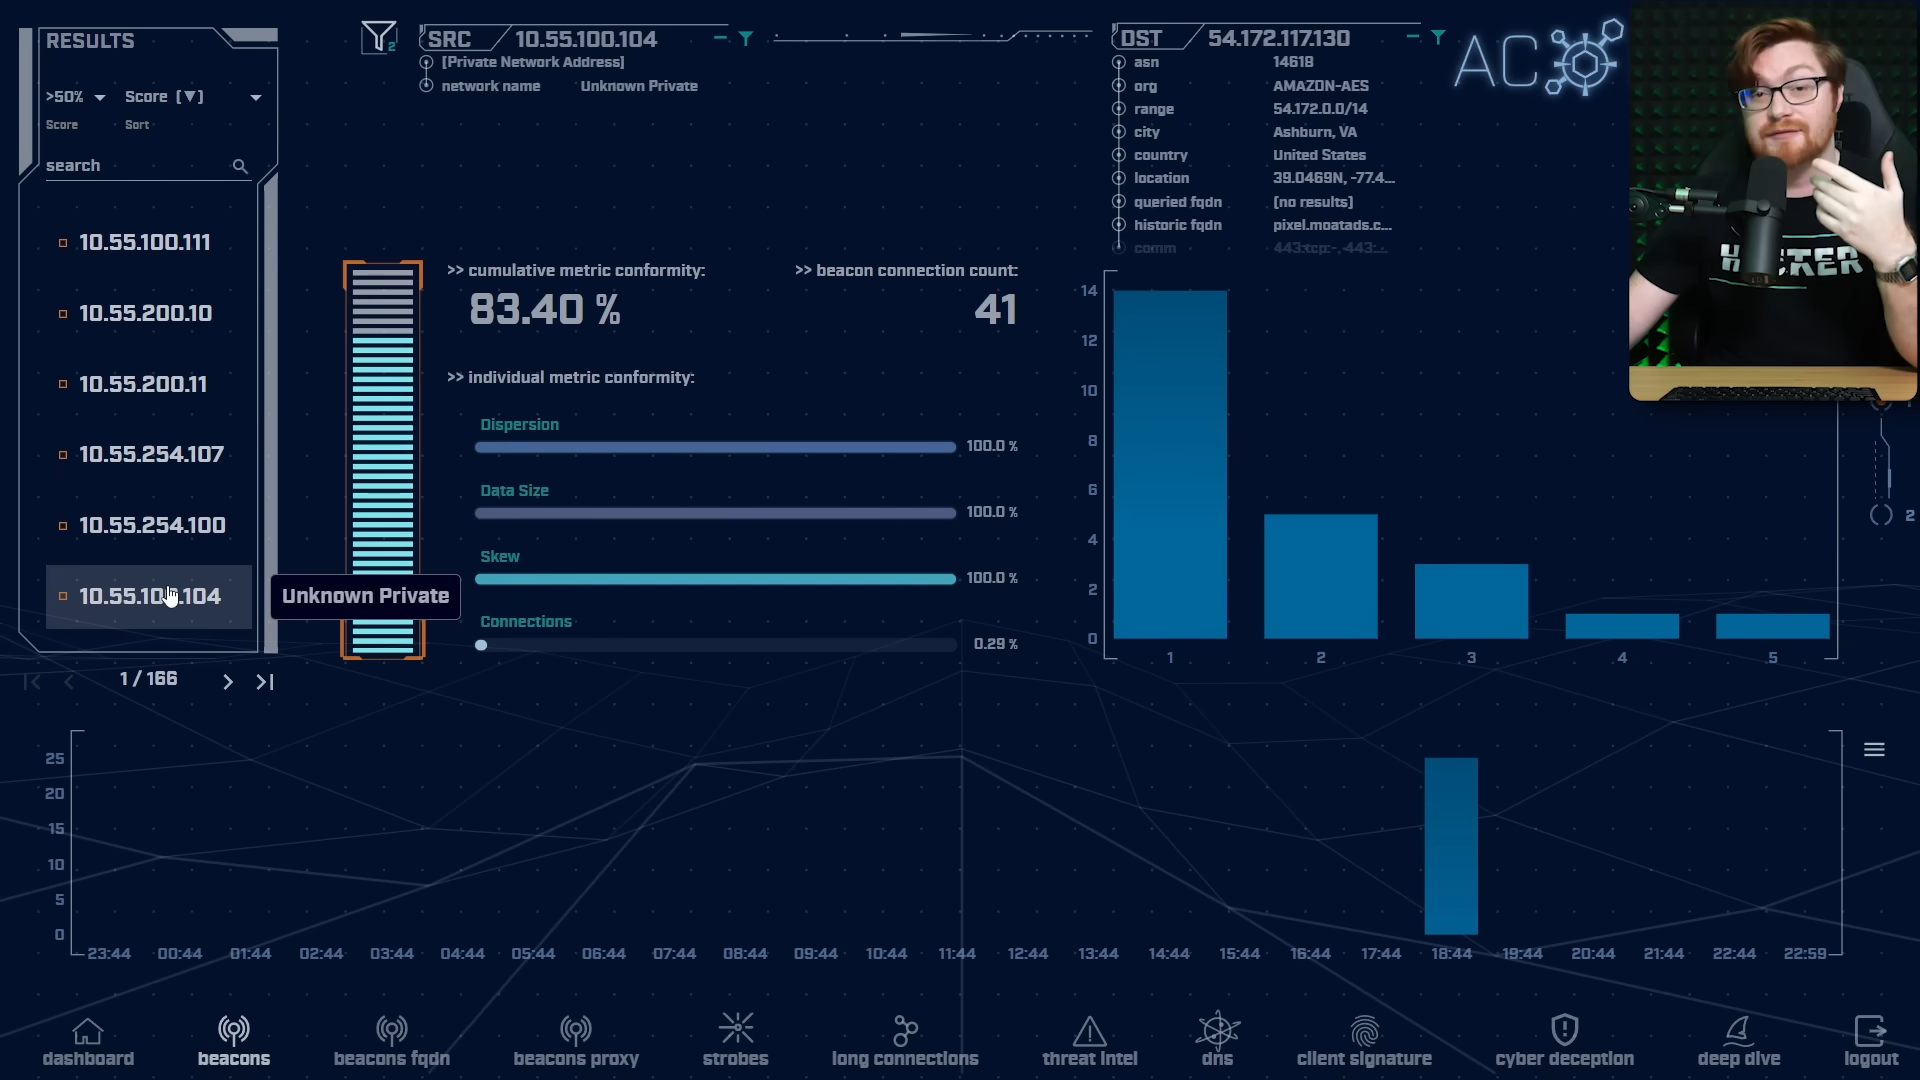 RESULTS
>50%
Score [▼]
Score
Sort
search
10.55.100.111
10.55.200.10
10.55.200.11
10.55.254.107
10.55.254.100
10.55.100.104
Unknown Private
1 / 166
2
SRC
10.55.100.104
[Private Network Address]
network name Unknown Private
DST
54.172.117.130
asn 14618
org AMAZON-AES
range 54.172.0.0/14
city Ashburn, VA
country United States
location 39.0469N, -77.4...
queried fqdn [no results]
historic fqdn pixel.moatads.c...
comm 443:tcp:-, 443:...
AC
>> cumulative metric conformity:
83.40 %
>> beacon connection count:
41
>> individual metric conformity:
Dispersion
100.0 %
Data Size
100.0 %
Skew
100.0 %
Connections
0.29 %
14
12
10
8
6
4
2
0
1 2 3 4 5
2
25
20
15
10
5
0
23:44 00:44 01:44 02:44 03:44 04:44 05:44 06:44 07:44 08:44 09:44 10:44 11:44 12:44 13:44 14:44 15:44 16:44 17:44 18:44 19:44 20:44 21:44 22:44 22:59
dashboard
beacons
beacons fqdn
beacons proxy
strobes
long connections
threat intel
dns
client signature
cyber deception
deep dive
logout